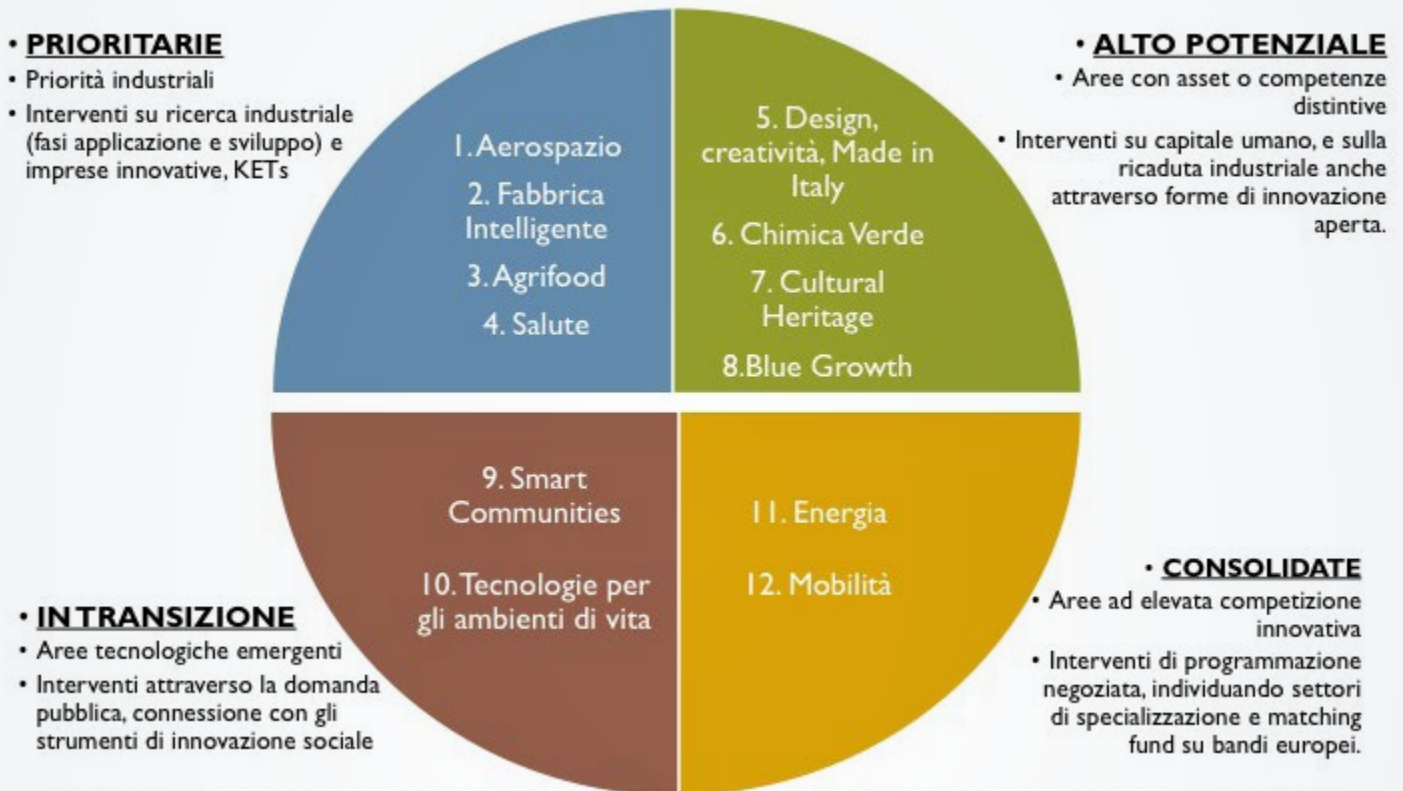 • PRIORITARIE
• Priorità industriali
• Interventi su ricerca industriale
(fasi applicazione e sviluppo) e
imprese innovative, KETs
1. Aerospazio
2. Fabbrica
Intelligente
3. Agrifood
4. Salute
5. Design,
creatività, Made in
Italy
6. Chimica Verde
7. Cultural
Heritage
8.Blue Growth
• ALTO POTENZIALE
• Aree con asset o competenze
distintive
• Interventi su capitale umano, e sulla
ricaduta industriale anche
attraverso forme di innovazione
aperta.
• IN TRANSIZIONE
• Aree tecnologiche emergenti
• Interventi attraverso la domanda
pubblica, connessione con gli
strumenti di innovazione sociale
9. Smart
Communities
10. Tecnologie per
gli ambienti di vita
11. Energia
12. Mobilità
• CONSOLIDATE
• Aree ad elevata competizione
innovativa
• Interventi di programmazione
negoziata, individuando settori
di specializzazione e matching
fund su bandi europei.